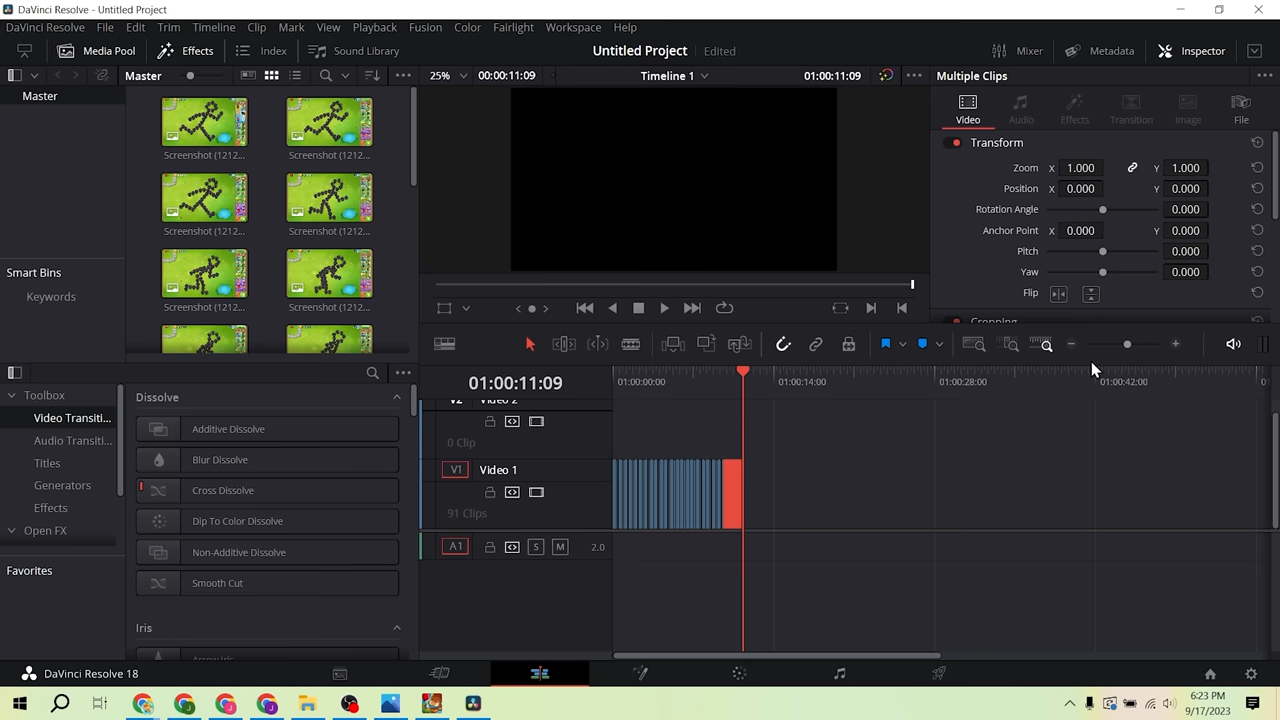 DaVinci Resolve - Untitled Project
DaVinci Resolve File Edit Trim Timeline Clip Mark View Playback Fusion Color Fairlight Workspace Help
Media Pool Effects Index Sound Library Untitled Project Edited Mixer Metadata Inspector
Master 25% 00:00:11:09 Timeline 1 01:00:11:09 Multiple Clips
Master
Video Audio Effects Transition Image File
Screenshot (1212... Screenshot (1212...
Transform
Zoom X 1.000 Y 1.000
Position X 0.000 Y 0.000
Rotation Angle 0.000
Screenshot (1212... Screenshot (1212...
Anchor Point X 0.000 Y 0.000
Pitch 0.000
Smart Bins
Yaw 0.000
Keywords
Flip
Screenshot (1212... Screenshot (1212...
Cropping
01:00:11:09
01:00:00:00 01:00:14:00 01:00:28:00 01:00:42:00
Toolbox
Video Transiti...
Audio Transiti...
Titles
Generators
Effects
Open FX
Favorites
Dissolve
Additive Dissolve
Blur Dissolve
Cross Dissolve
Dip To Color Dissolve
Non-Additive Dissolve
Smooth Cut
Iris
Arrow Iris
V2 Video 2
0 Clip
V1 Video 1
91 Clips
A1 S M 2.0
DaVinci Resolve 18
6:23 PM
9/17/2023